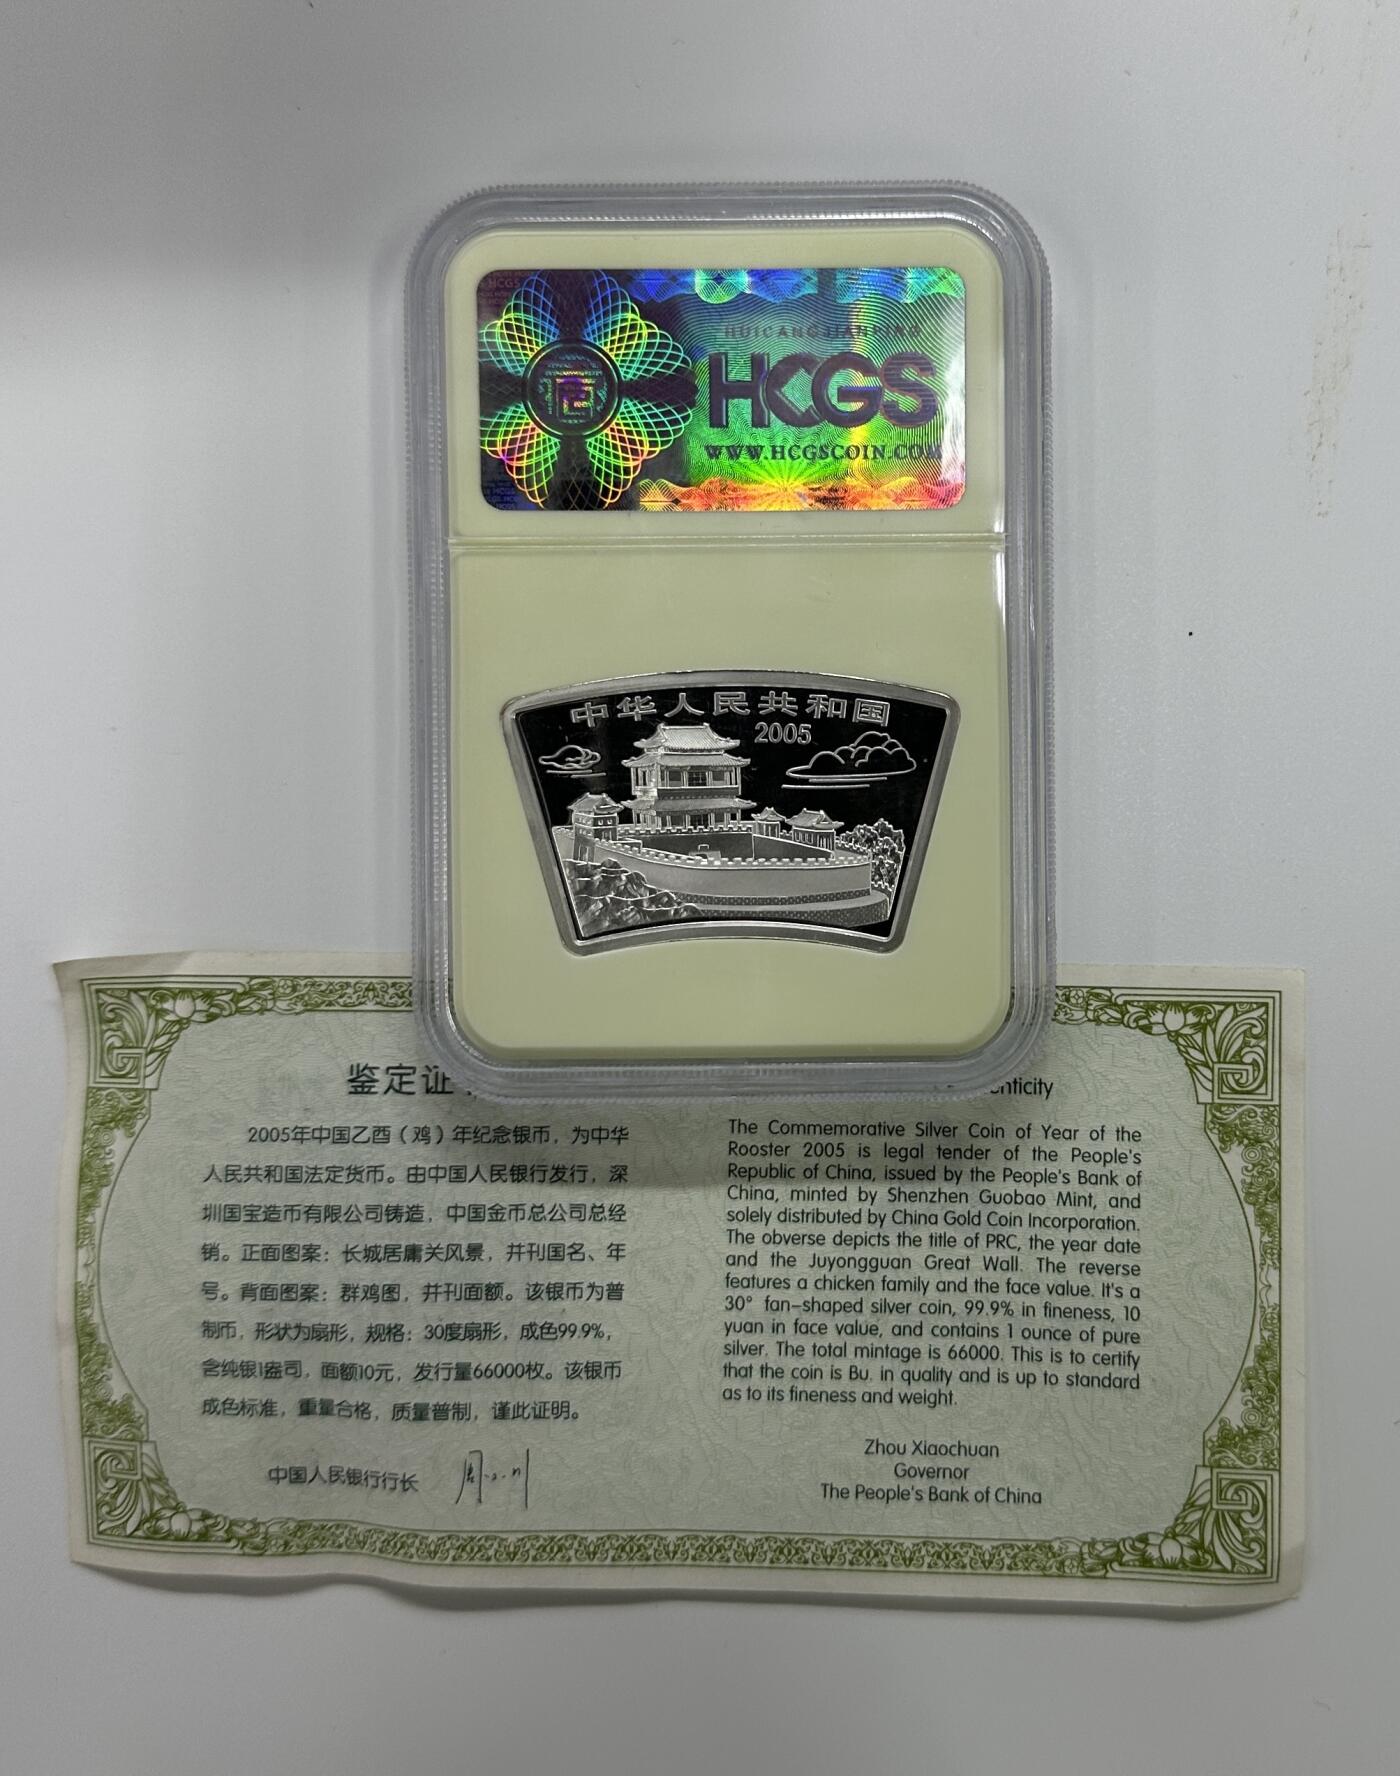 HCGS
HUICANGJIANPING
HCGS
WWW.HCGSCOIN.COM
HCGS
中华人民共和国
2005
鉴定证
2005年中国乙酉（鸡）年纪念银币，为中华
人民共和国法定货币。由中国人民银行发行，深
圳国宝造币有限公司铸造，中国金币总公司总经
销。正面图案：长城居庸关风景，并刊国名、年
号。背面图案：群鸡图，并刊面额。该银币为普
制币，形状为扇形，规格：30度扇形，成色99.9%，
含纯银1盎司，面额10元，发行量66000枚。该银币
成色标准，重量合格，质量普制，谨此证明。
中国人民银行行长
nticity
The Commemorative Silver Coin of Year of the
Rooster 2005 is legal tender of the People's
Republic of China, issued by the People's Bank of
China, minted by Shenzhen Guobao Mint, and
solely distributed by China Gold Coin Incorporation.
The obverse depicts the title of PRC, the year date
and the Juyongguan Great Wall. The reverse
features a chicken family and the face value. It's a
30° fan-shaped silver coin, 99.9% in fineness, 10
yuan in face value, and contains 1 ounce of pure
silver. The total mintage is 66000. This is to certify
that the coin is Bu. in quality and is up to standard
as to its fineness and weight.
Zhou Xiaochuan
Governor
The People's Bank of China